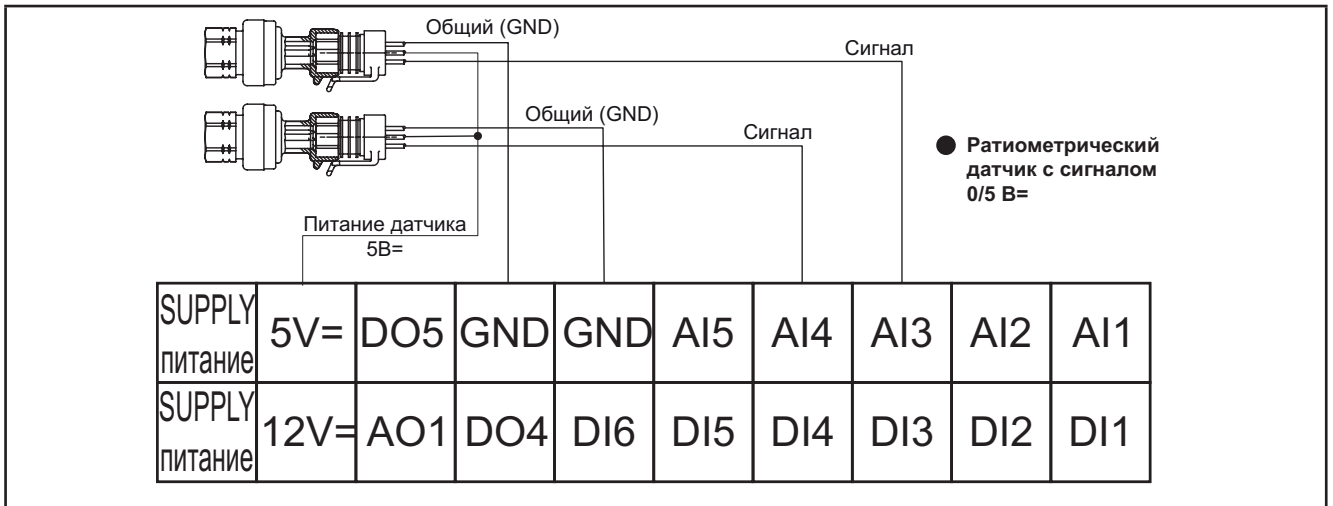 Общий (GND)
Сигнал
Общий (GND)
Сигнал
Ратиометрический
датчик с сигналом
0/5 В=
Питание датчика
5В=
SUPPLY питание 5V= DO5 GND GND AI5 AI4 AI3 AI2 AI1
SUPPLY питание 12V= AO1 DO4 DI6 DI5 DI4 DI3 DI2 DI1